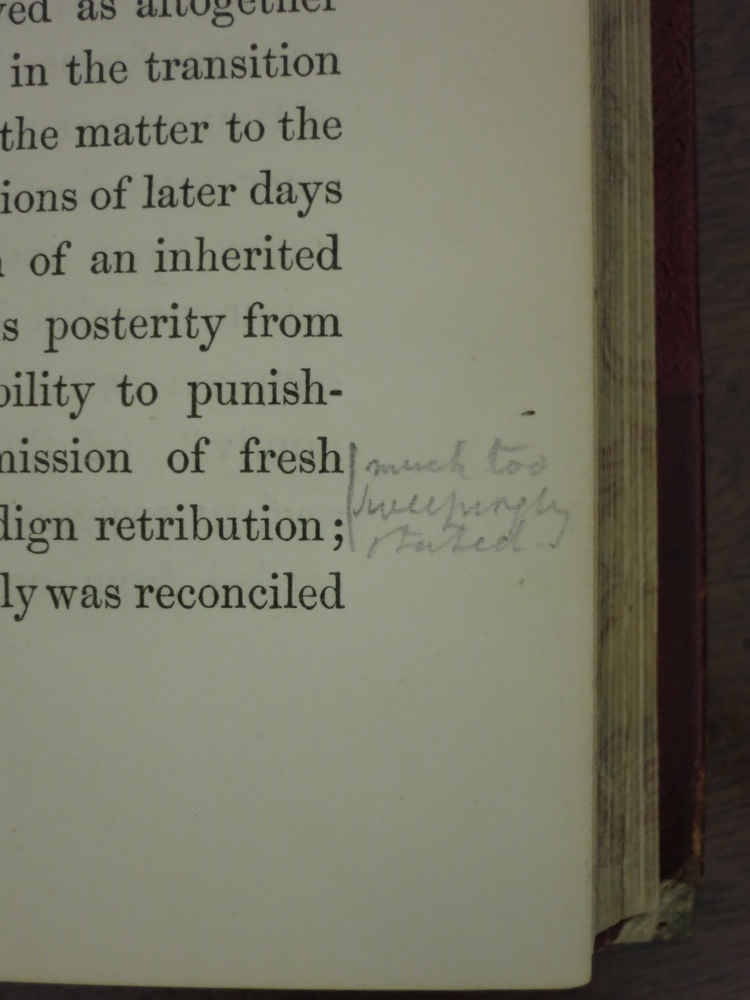 ved as altogether
in the transition
the matter to the
ions of later days
of an inherited
s posterity from
bility to punish-
mission of fresh
dign retribution;
ly was reconciled
much too
sweepingly
stated.